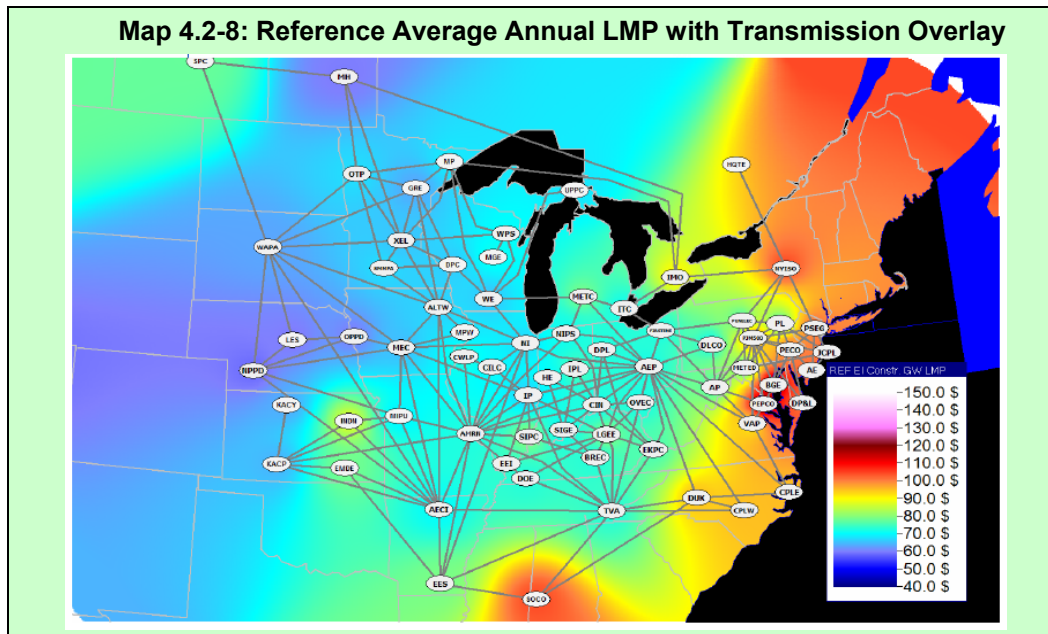 Map 4.2-8: Reference Average Annual LMP with Transmission Overlay
SPC
MH
MP
HQTE
OTP
GRE
UPPC
WAPA
XEL
WPS
MGE
DPC
IMO
NYISO
WE
METC
ITC
ALTW
PL
PSEG
LES
OPPD
MEC
MPW
NI
NIPS
DPL
DLCO
PECO
JCPL
NPPD
CWLP
CILC
HE
IPL
AEP
METED
AE
KACY
IP
CIN
OVEC
AP
BGE
PEPCO
DP&L
INDN
MIPU
AMRN
SIPC
SIGE
LGEE
VAP
KACP
EMDE
EEI
DOE
BREC
EKPC
DUK
CPLE
CPLW
AECI
TVA
EES
SOCO
REF EI Constr. GW LMP
150.0 $
140.0 $
130.0 $
120.0 $
110.0 $
100.0 $
90.0 $
80.0 $
70.0 $
60.0 $
50.0 $
40.0 $